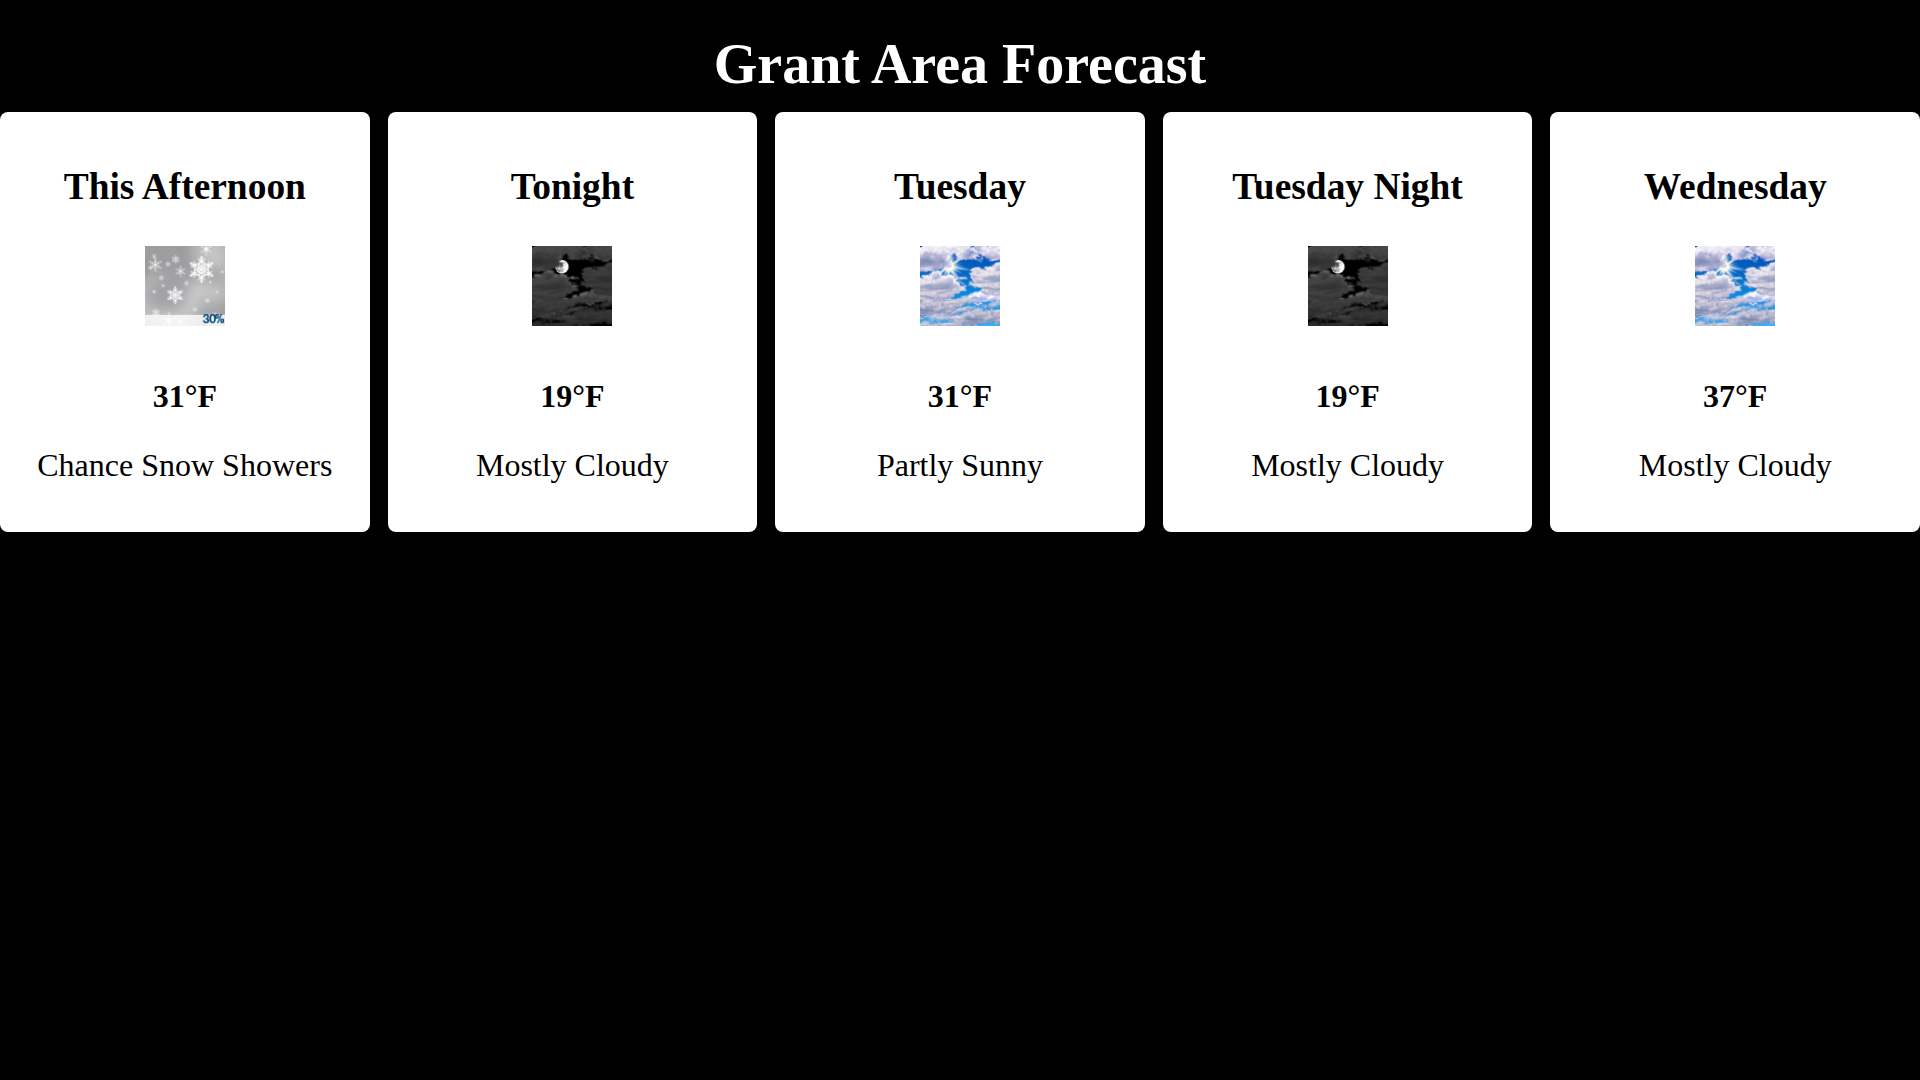 Grant Area Forecast
This Afternoon
30%
31°F
Chance Snow Showers
Tonight
19°F
Mostly Cloudy
Tuesday
31°F
Partly Sunny
Tuesday Night
19°F
Mostly Cloudy
Wednesday
37°F
Mostly Cloudy